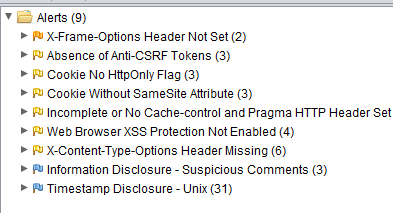 Alerts (9)
X-Frame-Options Header Not Set (2)
Absence of Anti-CSRF Tokens (3)
Cookie No HttpOnly Flag (3)
Cookie Without SameSite Attribute (3)
Incomplete or No Cache-control and Pragma HTTP Header Set
Web Browser XSS Protection Not Enabled (4)
X-Content-Type-Options Header Missing (6)
Information Disclosure - Suspicious Comments (3)
Timestamp Disclosure - Unix (31)